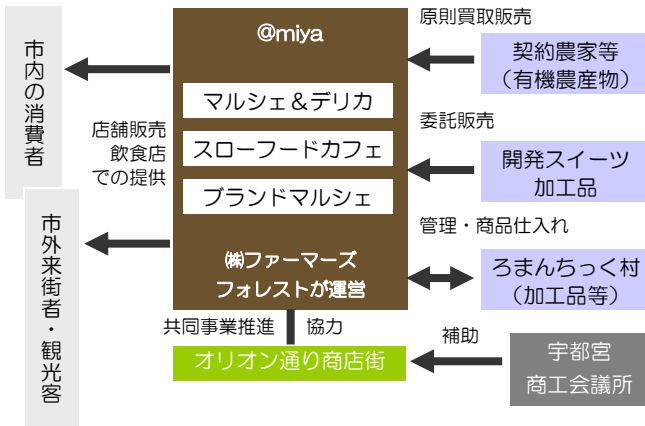 市内の消費者
市外来街者・観光客
店舗販売
飲食店
での提供
@miya
マルシェ＆デリカ
スローフードカフェ
ブランドマルシェ
㈱ファーマーズ
フォレストが運営
原則買取販売
契約農家等
（有機農産物）
委託販売
開発スイーツ
加工品
管理・商品仕入れ
ろまんちっく村
（加工品等）
共同事業推進
協力
オリオン通り商店街
補助
宇都宮
商工会議所